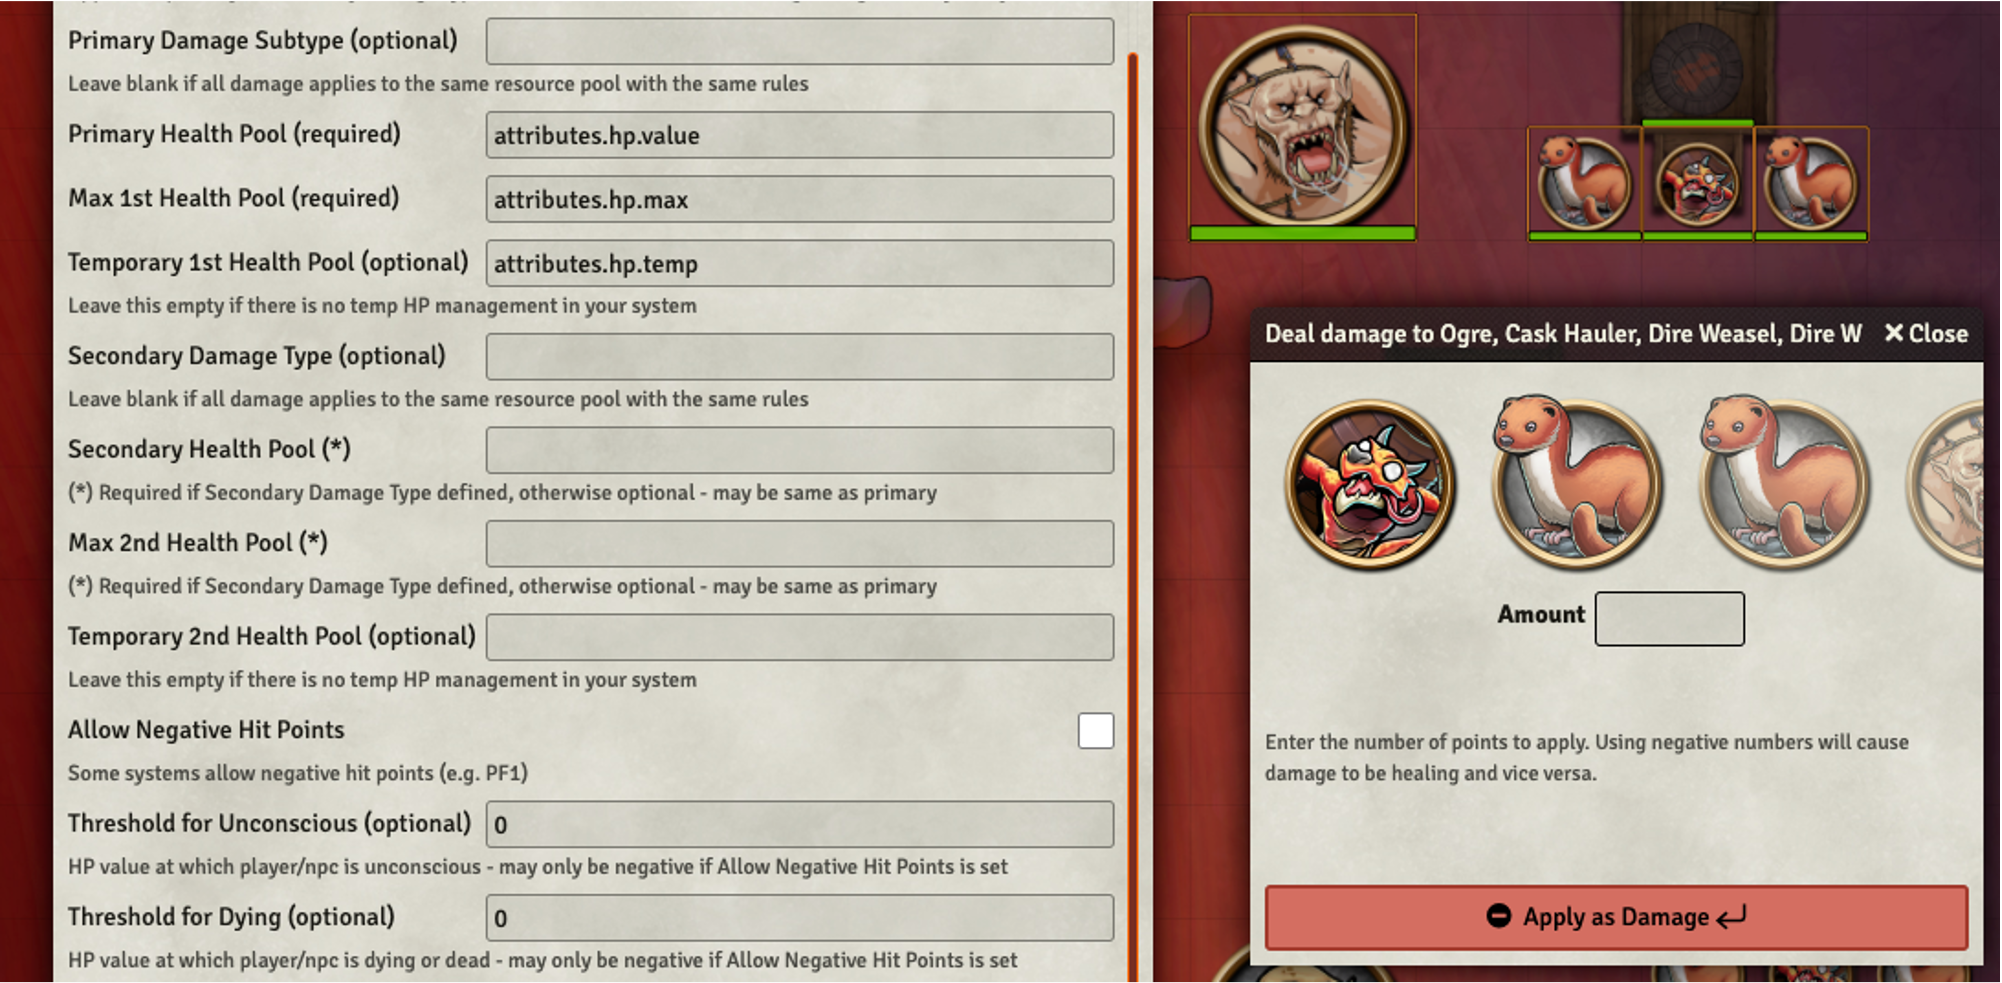 Primary Damage Subtype (optional)
Leave blank if all damage applies to the same resource pool with the same rules
Primary Health Pool (required)
attributes.hp.value
Max 1st Health Pool (required)
attributes.hp.max
Temporary 1st Health Pool (optional)
attributes.hp.temp
Leave this empty if there is no temp HP management in your system
Secondary Damage Type (optional)
Leave blank if all damage applies to the same resource pool with the same rules
Secondary Health Pool (*)
(*) Required if Secondary Damage Type defined, otherwise optional - may be same as primary
Max 2nd Health Pool (*)
(*) Required if Secondary Damage Type defined, otherwise optional - may be same as primary
Temporary 2nd Health Pool (optional)
Leave this empty if there is no temp HP management in your system
Allow Negative Hit Points
Some systems allow negative hit points (e.g. PF1)
Threshold for Unconscious (optional)
0
HP value at which player/npc is unconscious - may only be negative if Allow Negative Hit Points is set
Threshold for Dying (optional)
0
HP value at which player/npc is dying or dead - may only be negative if Allow Negative Hit Points is set
Deal damage to Ogre, Cask Hauler, Dire Weasel, Dire W
Close
Amount
Enter the number of points to apply. Using negative numbers will cause
damage to be healing and vice versa.
Apply as Damage